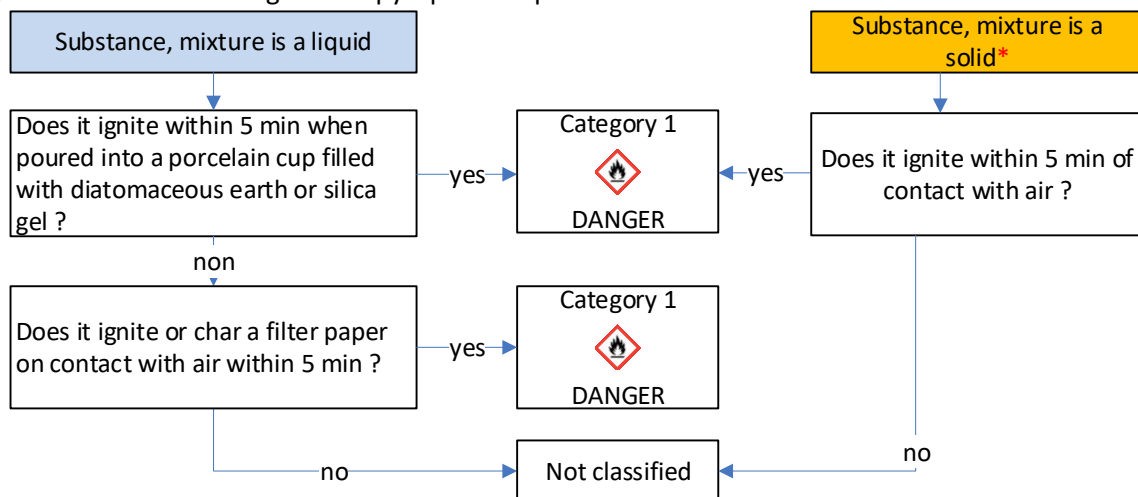 Substance, mixture is a liquid
Substance, mixture is a
solid*
Does it ignite within 5 min when
poured into a porcelain cup filled
with diatomaceous earth or silica
gel ?
yes
Category 1
DANGER
yes
Does it ignite within 5 min of
contact with air ?
non
Does it ignite or char a filter paper
on contact with air within 5 min ?
yes
Category 1
DANGER
no
Not classified
no